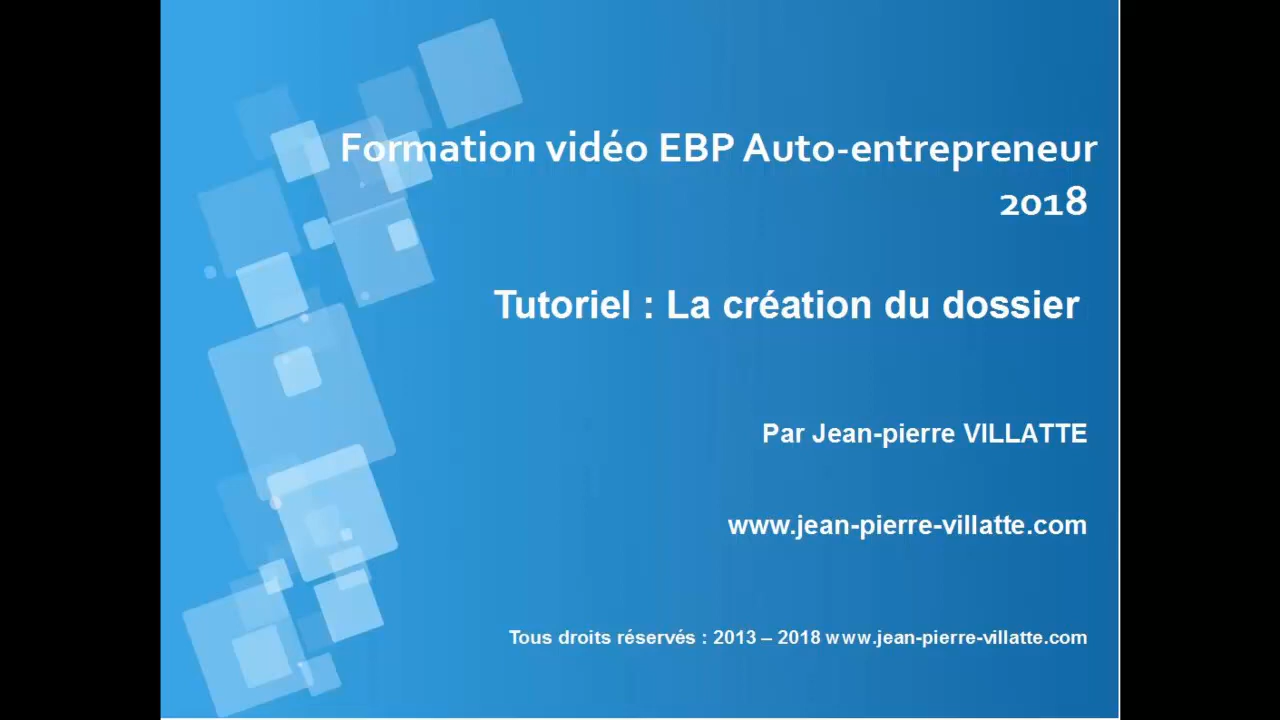 Formation vidéo EBP Auto-entrepreneur
2018
Tutoriel : La création du dossier
Par Jean-pierre VILLATTE
www.jean-pierre-villatte.com
Tous droits réservés : 2013 – 2018 www.jean-pierre-villatte.com